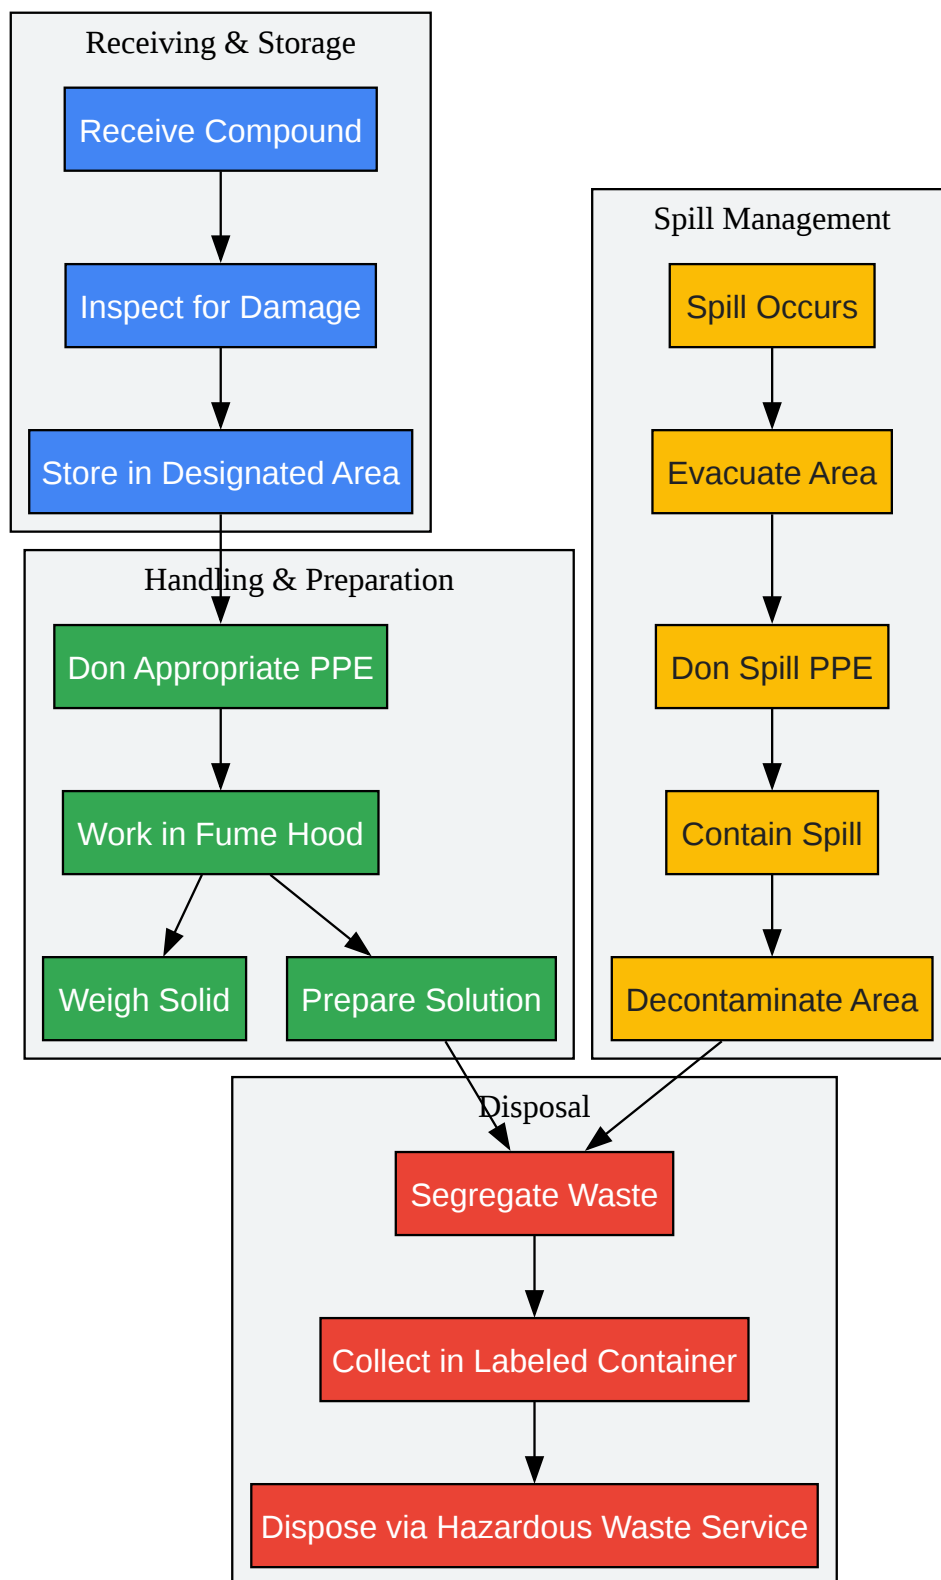 Receiving & Storage
Receive Compound
Inspect for Damage
Store in Designated Area
Handling & Preparation
Don Appropriate PPE
Work in Fume Hood
Weigh Solid
Prepare Solution
Spill Management
Spill Occurs
Evacuate Area
Don Spill PPE
Contain Spill
Decontaminate Area
Disposal
Segregate Waste
Collect in Labeled Container
Dispose via Hazardous Waste Service